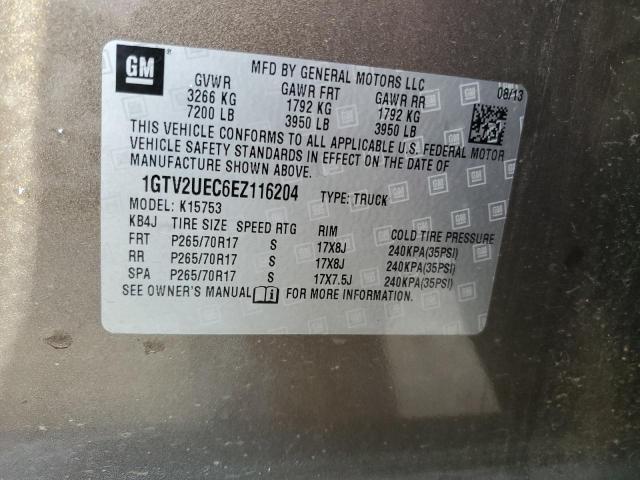 GM
®
MFD BY GENERAL MOTORS LLC
08/13
GVWR GAWR FRT GAWR RR
3266 KG 1792 KG 1792 KG
7200 LB 3950 LB 3950 LB
THIS VEHICLE CONFORMS TO ALL APPLICABLE U.S. FEDERAL MOTOR
VEHICLE SAFETY STANDARDS IN EFFECT ON THE DATE OF
MANUFACTURE SHOWN ABOVE.
1GTV2UEC6EZ116204 TYPE: TRUCK
MODEL: K15753
KB4J TIRE SIZE SPEED RTG RIM COLD TIRE PRESSURE
FRT P265/70R17 S 17X8J 240KPA(35PSI)
RR P265/70R17 S 17X8J 240KPA(35PSI)
SPA P265/70R17 S 17X7.5J 240KPA(35PSI)
SEE OWNER'S MANUAL FOR MORE INFORMATION.